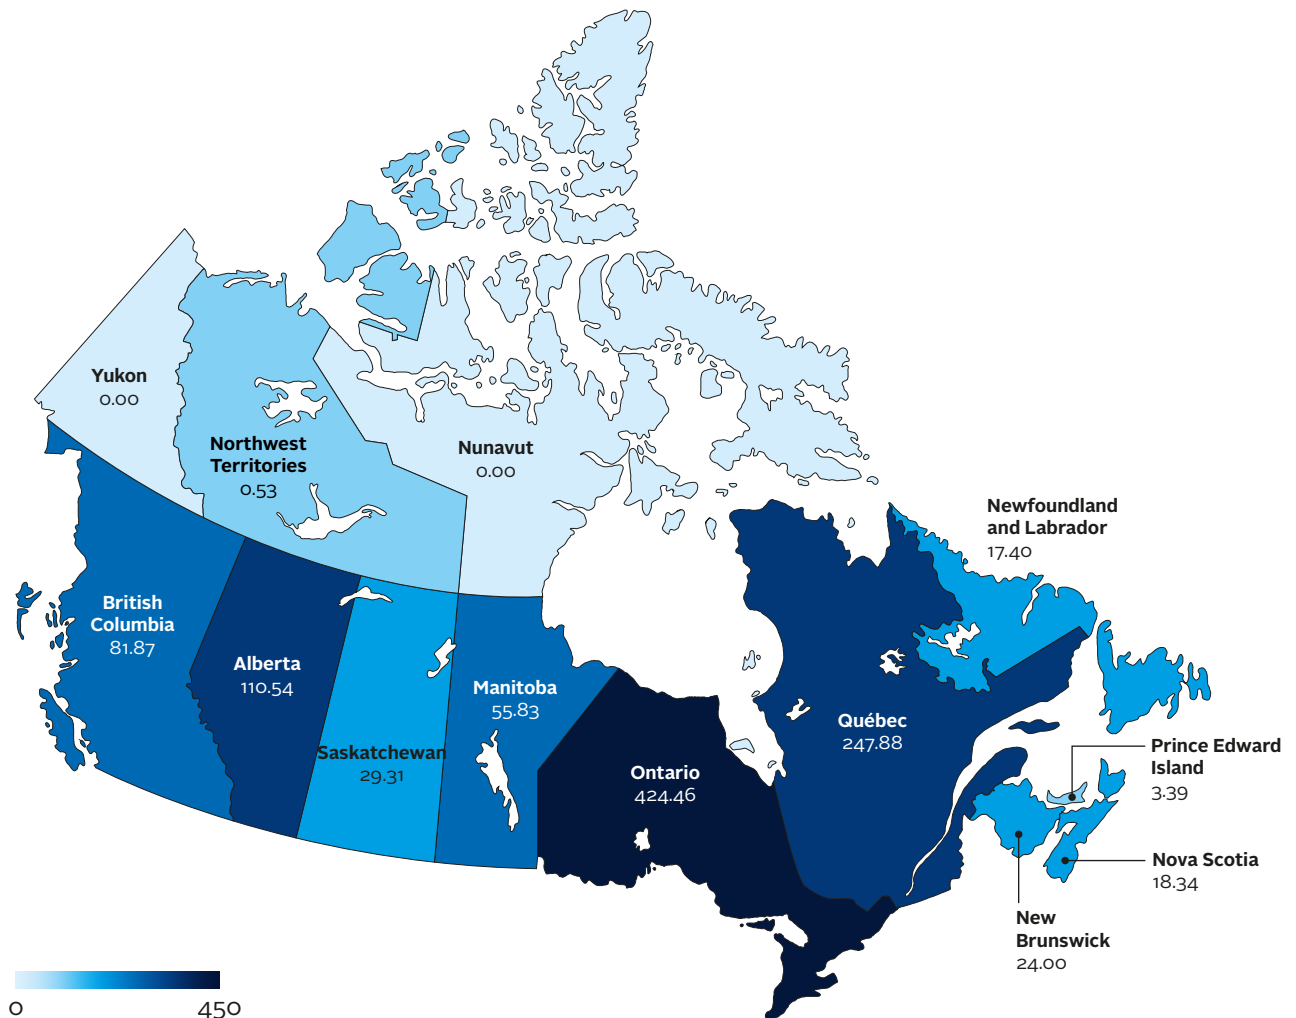 Yukon
0.00
Northwest
Territories
0.53
Nunavut
0.00
Newfoundland
and Labrador
17.40
British
Columbia
81.87
Alberta
110.54
Saskatchewan
29.31
Manitoba
55.83
Ontario
424.46
Québec
247.88
Prince Edward
Island
3.39
Nova Scotia
18.34
New
Brunswick
24.00
0
450